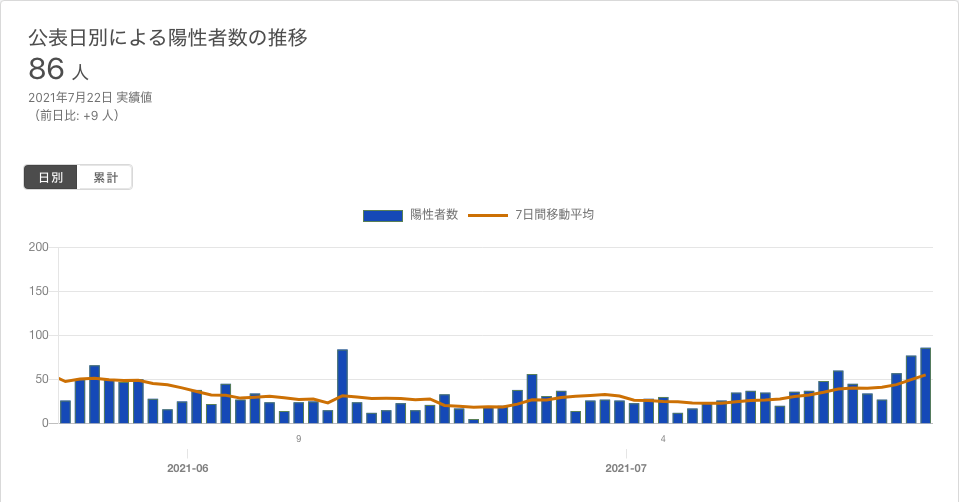 公表日別による陽性者数の推移
86 人
2021年7月22日 実績値
（前日比: +9 人）
日別 累計
陽性者数 7日間移動平均
200
150
100
50
0
9 4
2021-06 2021-07